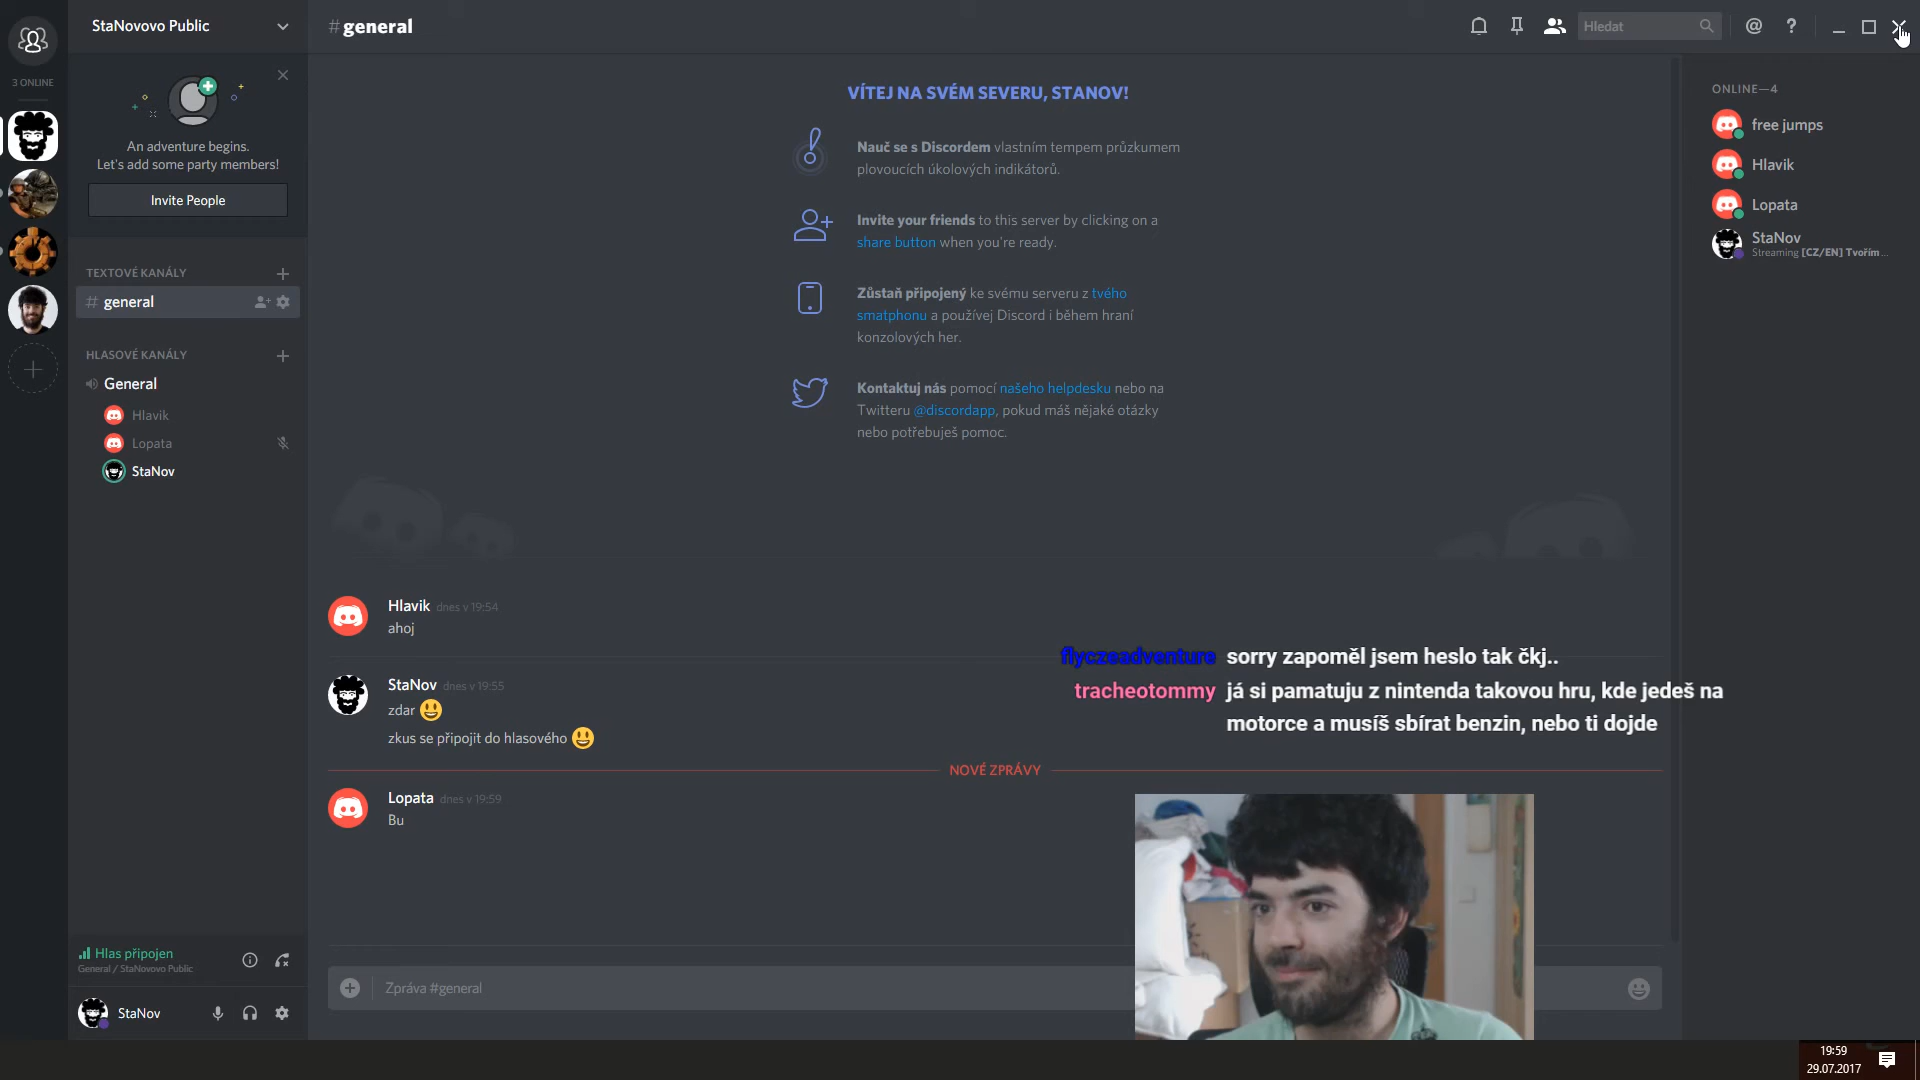 StaNovovo Public
#general
Hledat
3 ONLINE
An adventure begins.
Let's add some party members!
Invite People
TEXTOVÉ KANÁLY
# general
HLASOVÉ KANÁLY
General
Hlavik
Lopata
StaNov
Hlas připojen
General / StaNovovo Public
StaNov
VÍTEJ NA SVÉM SEVERU, STANOV!
Nauč se s Discordem vlastním tempem průzkumem
plovoucích úkolových indikátorů.
Invite your friends to this server by clicking on a
share button when you're ready.
Zůstaň připojený ke svému serveru z tvého
smatphonu a používej Discord i během hraní
konzolových her.
Kontaktuj nás pomocí našeho helpdesku nebo na
Twitteru @discordapp, pokud máš nějaké otázky
nebo potřebuješ pomoc.
Hlavik dnes v 19:54
ahoj
StaNov dnes v 19:55
zdar
zkus se připojit do hlasového
NOVÉ ZPRÁVY
Lopata dnes v 19:59
Bu
Zpráva #general
flyczeadventure sorry zapoměl jsem heslo tak čkj..
tracheotommy já si pamatuju z nintenda takovou hru, kde jedeš na
motorce a musíš sbírat benzin, nebo ti dojde
ONLINE—4
free jumps
Hlavik
Lopata
StaNov
Streaming [CZ/EN] Tvořím...
19:59
29.07.2017